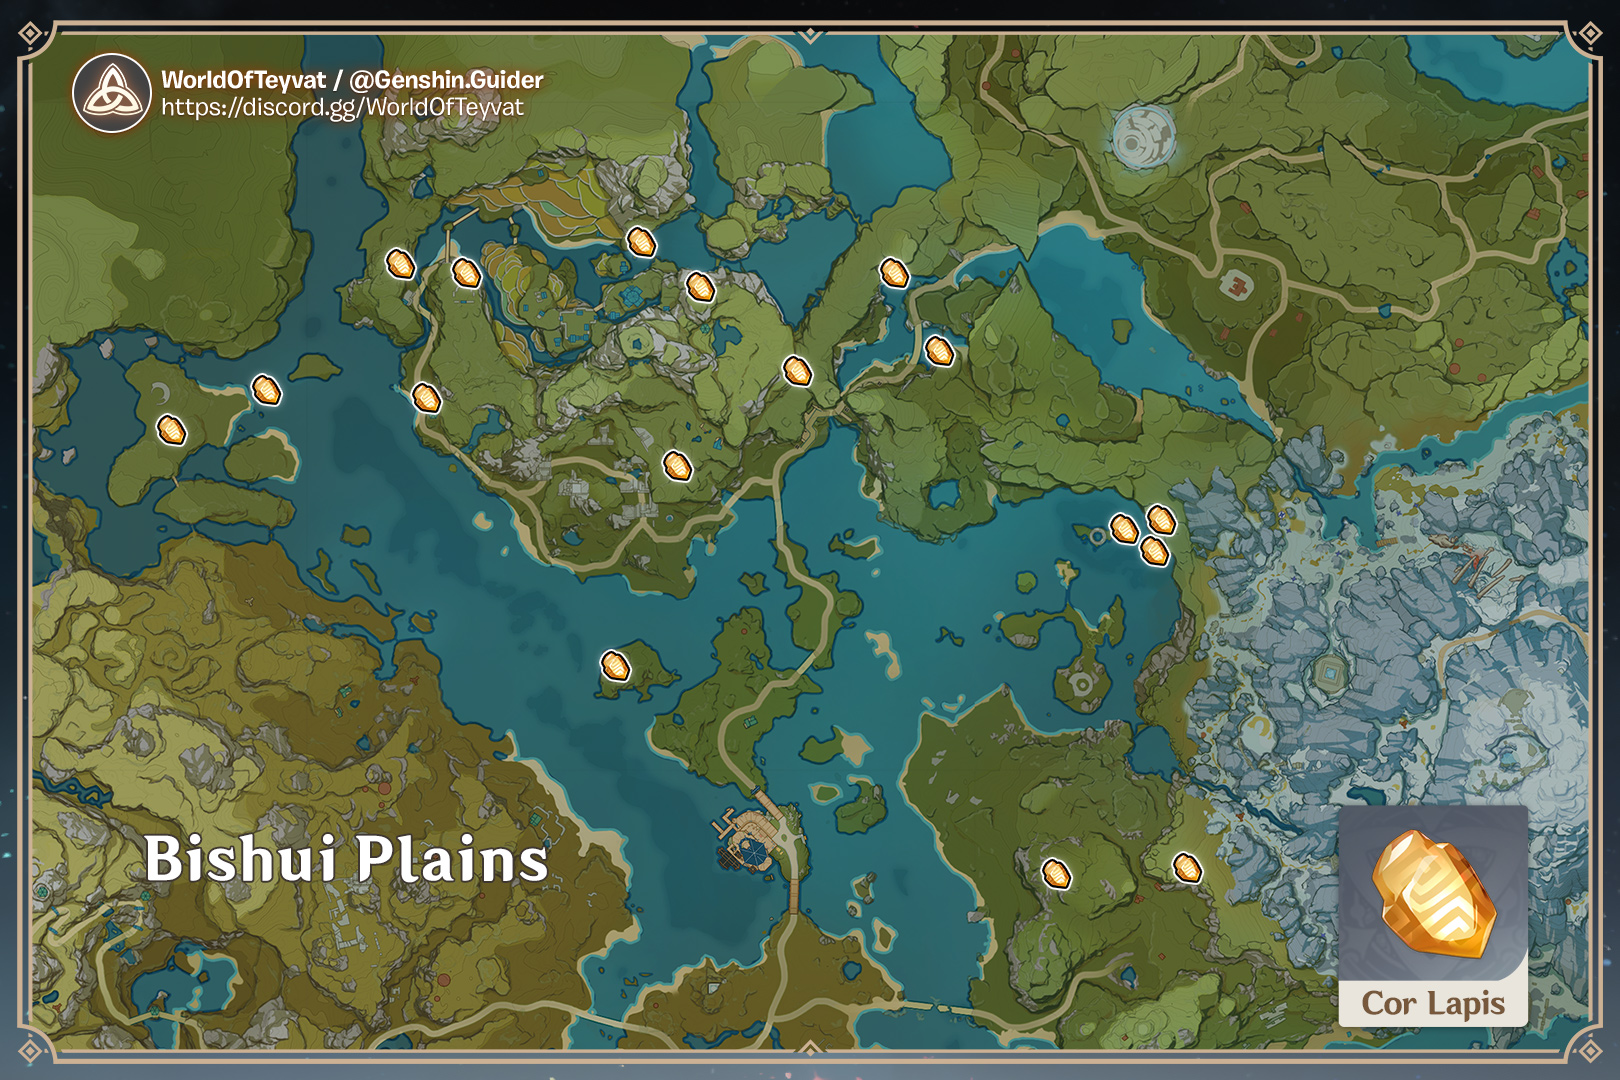 WorldOfTeyvat / @Genshin.Guider
https://discord.gg/WorldOfTeyvat
Bishui Plains
Cor Lapis